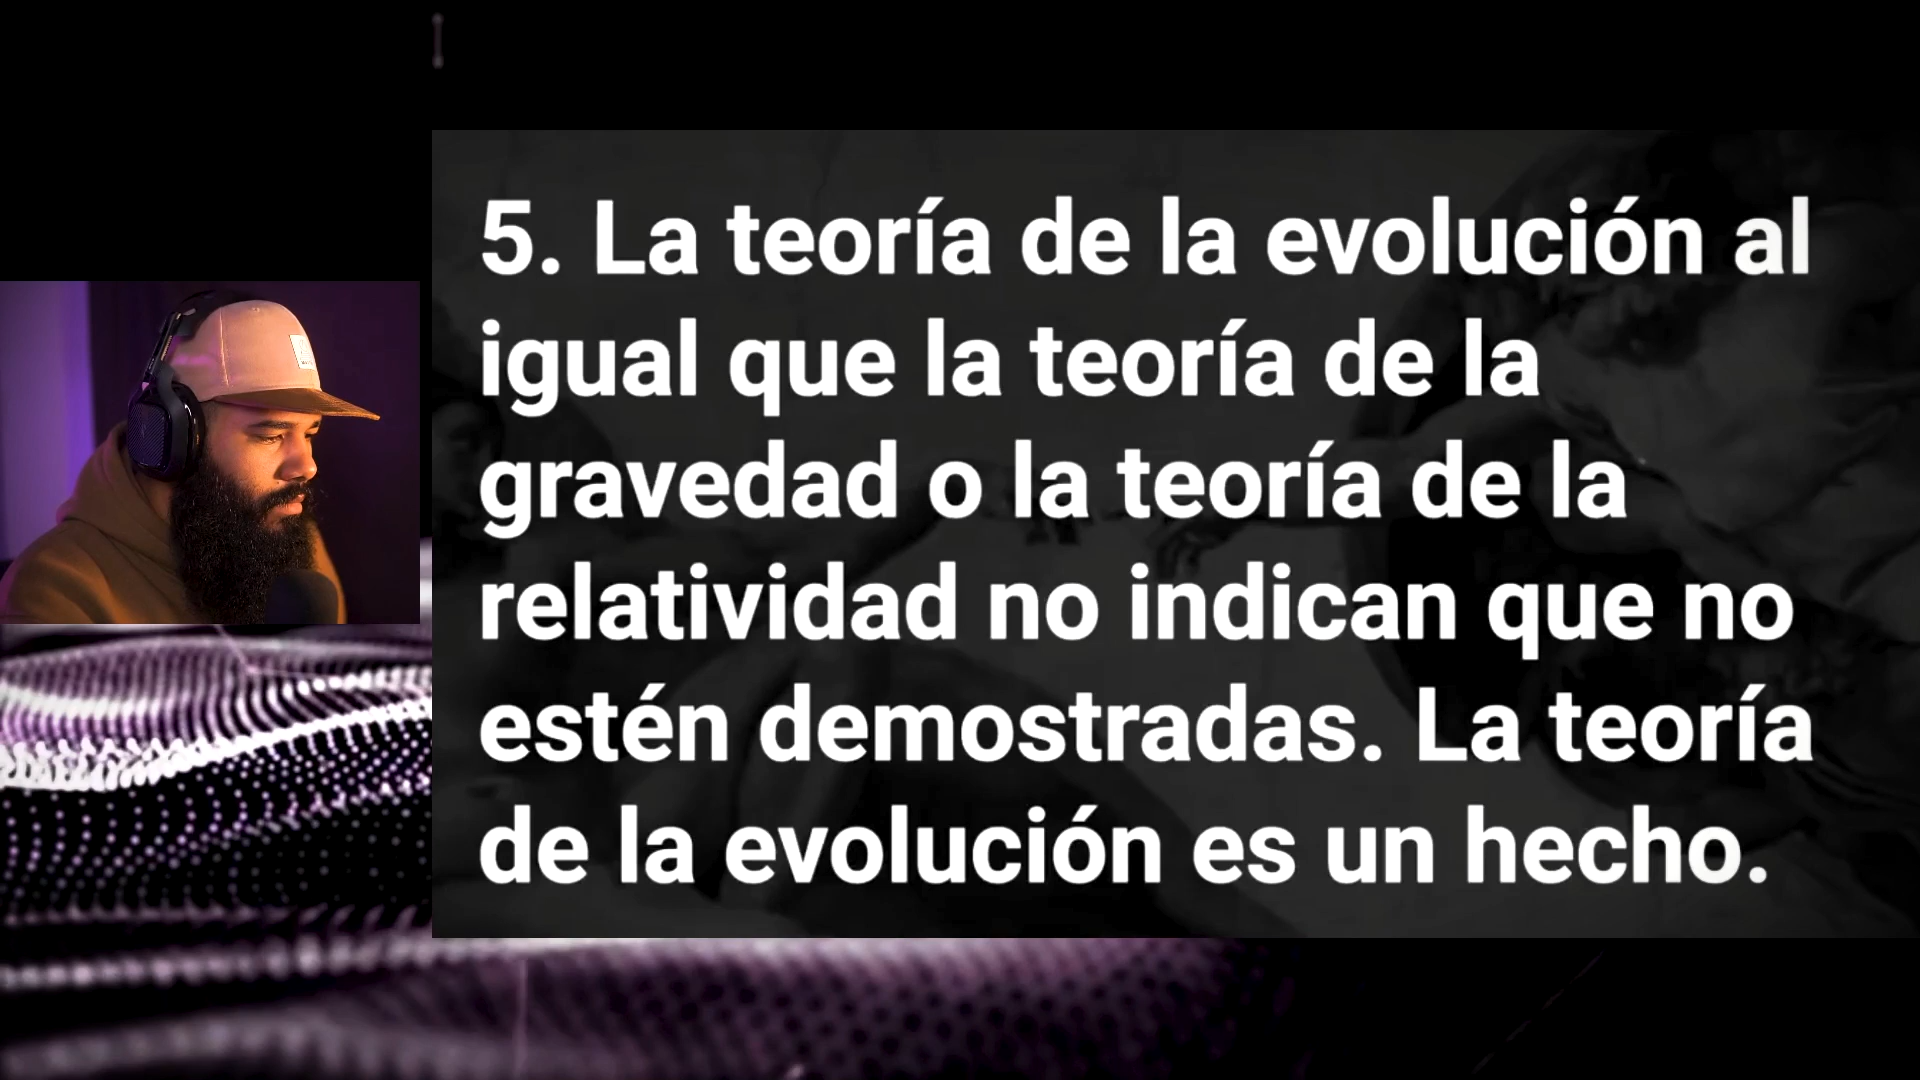 5. La teoría de la evolución al
igual que la teoría de la
gravedad o la teoría de la
relatividad no indican que no
estén demostradas. La teoría
de la evolución es un hecho.